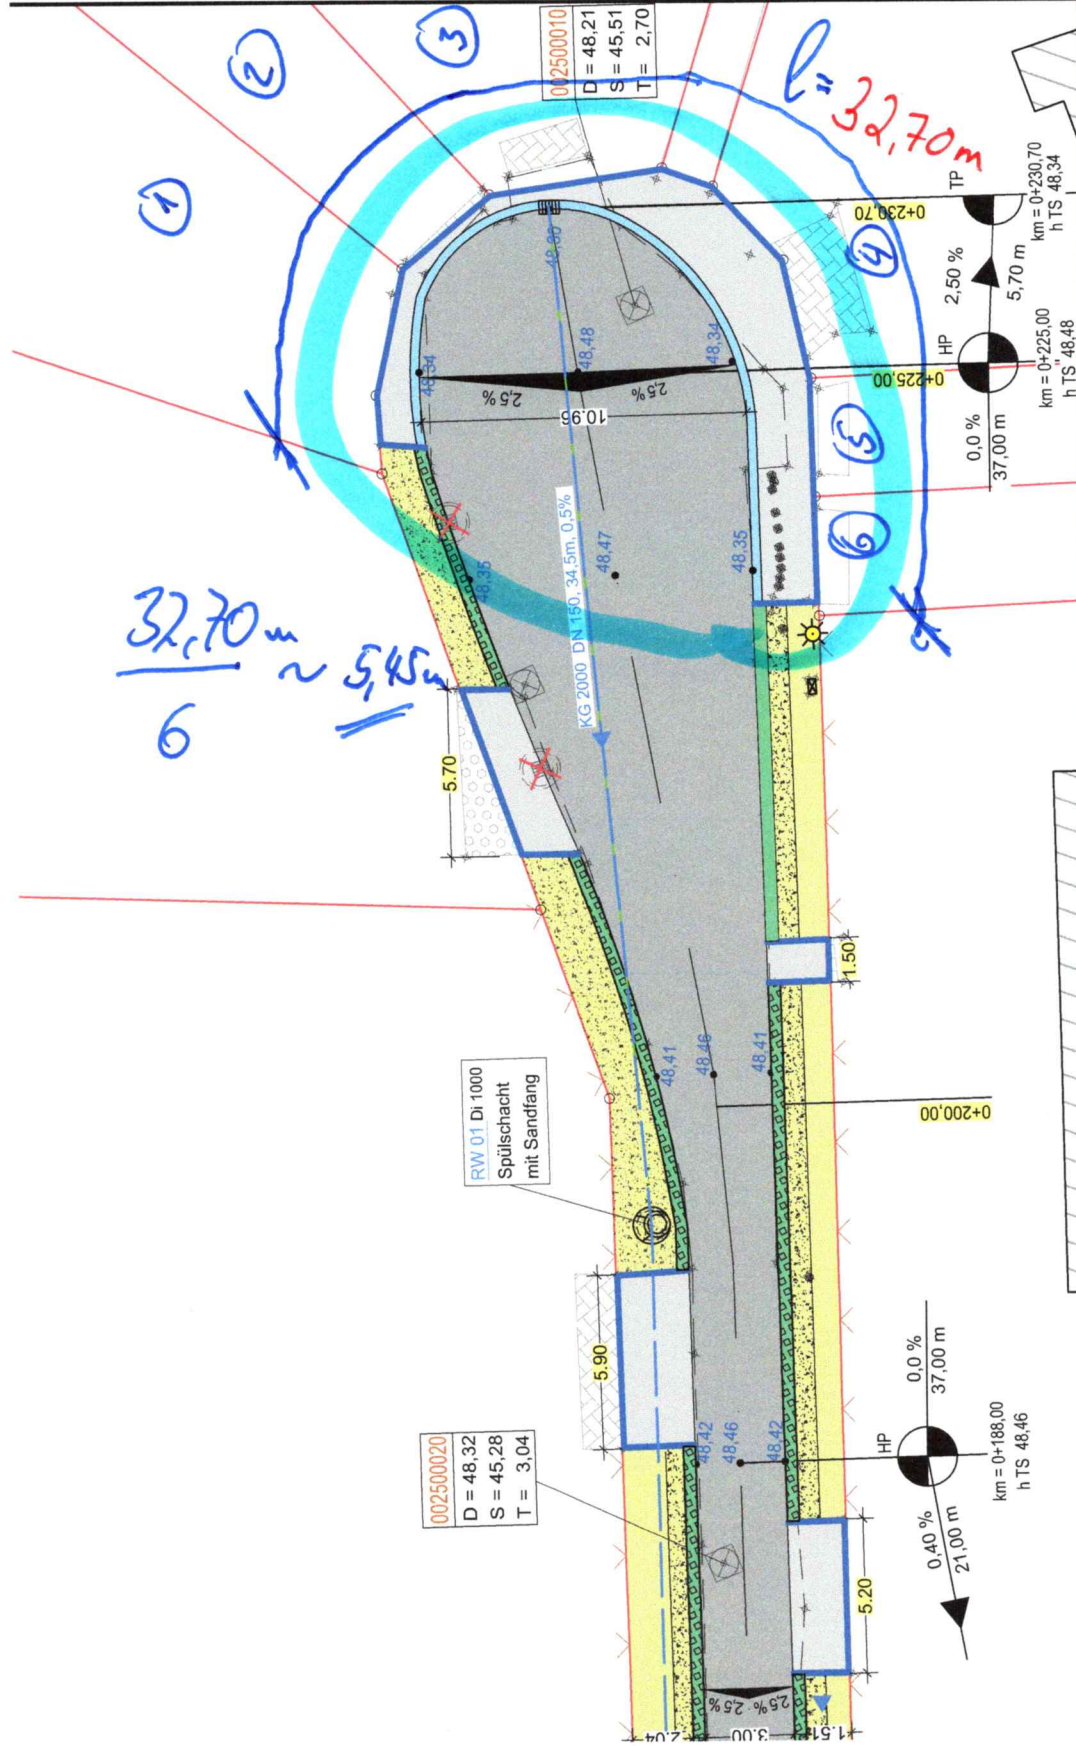 1
2
3
002500010
D = 48,21
S = 45,51
T = 2,70
l = 32,70 m
TP
km = 0+230,70
h TS 48,34
0+230,70
2,50 %
5,70 m
4
48,30
48,48
48,34
48,34
2,5%
2,5%
10.96
HP
km = 0+225,00
h TS 48,48
0+225,00
0,0 %
37,00 m
5
6
48,35
48,47
48,35
KG 2000 DN 150, 34,5m, 0,5%
32,70 m
6
~ 5,45m
5.70
1.50
RW 01 Di 1000
Spülschacht
mit Sandfang
48,41
48,46
48,41
0+200,00
5.90
002500020
D = 48,32
S = 45,28
T = 3,04
48,42
48,46
48,42
HP
0,0 %
37,00 m
km = 0+188,00
h TS 48,46
0,40 %
21,00 m
5.20
2,5% 2,5%
2.04
3.00
1.51